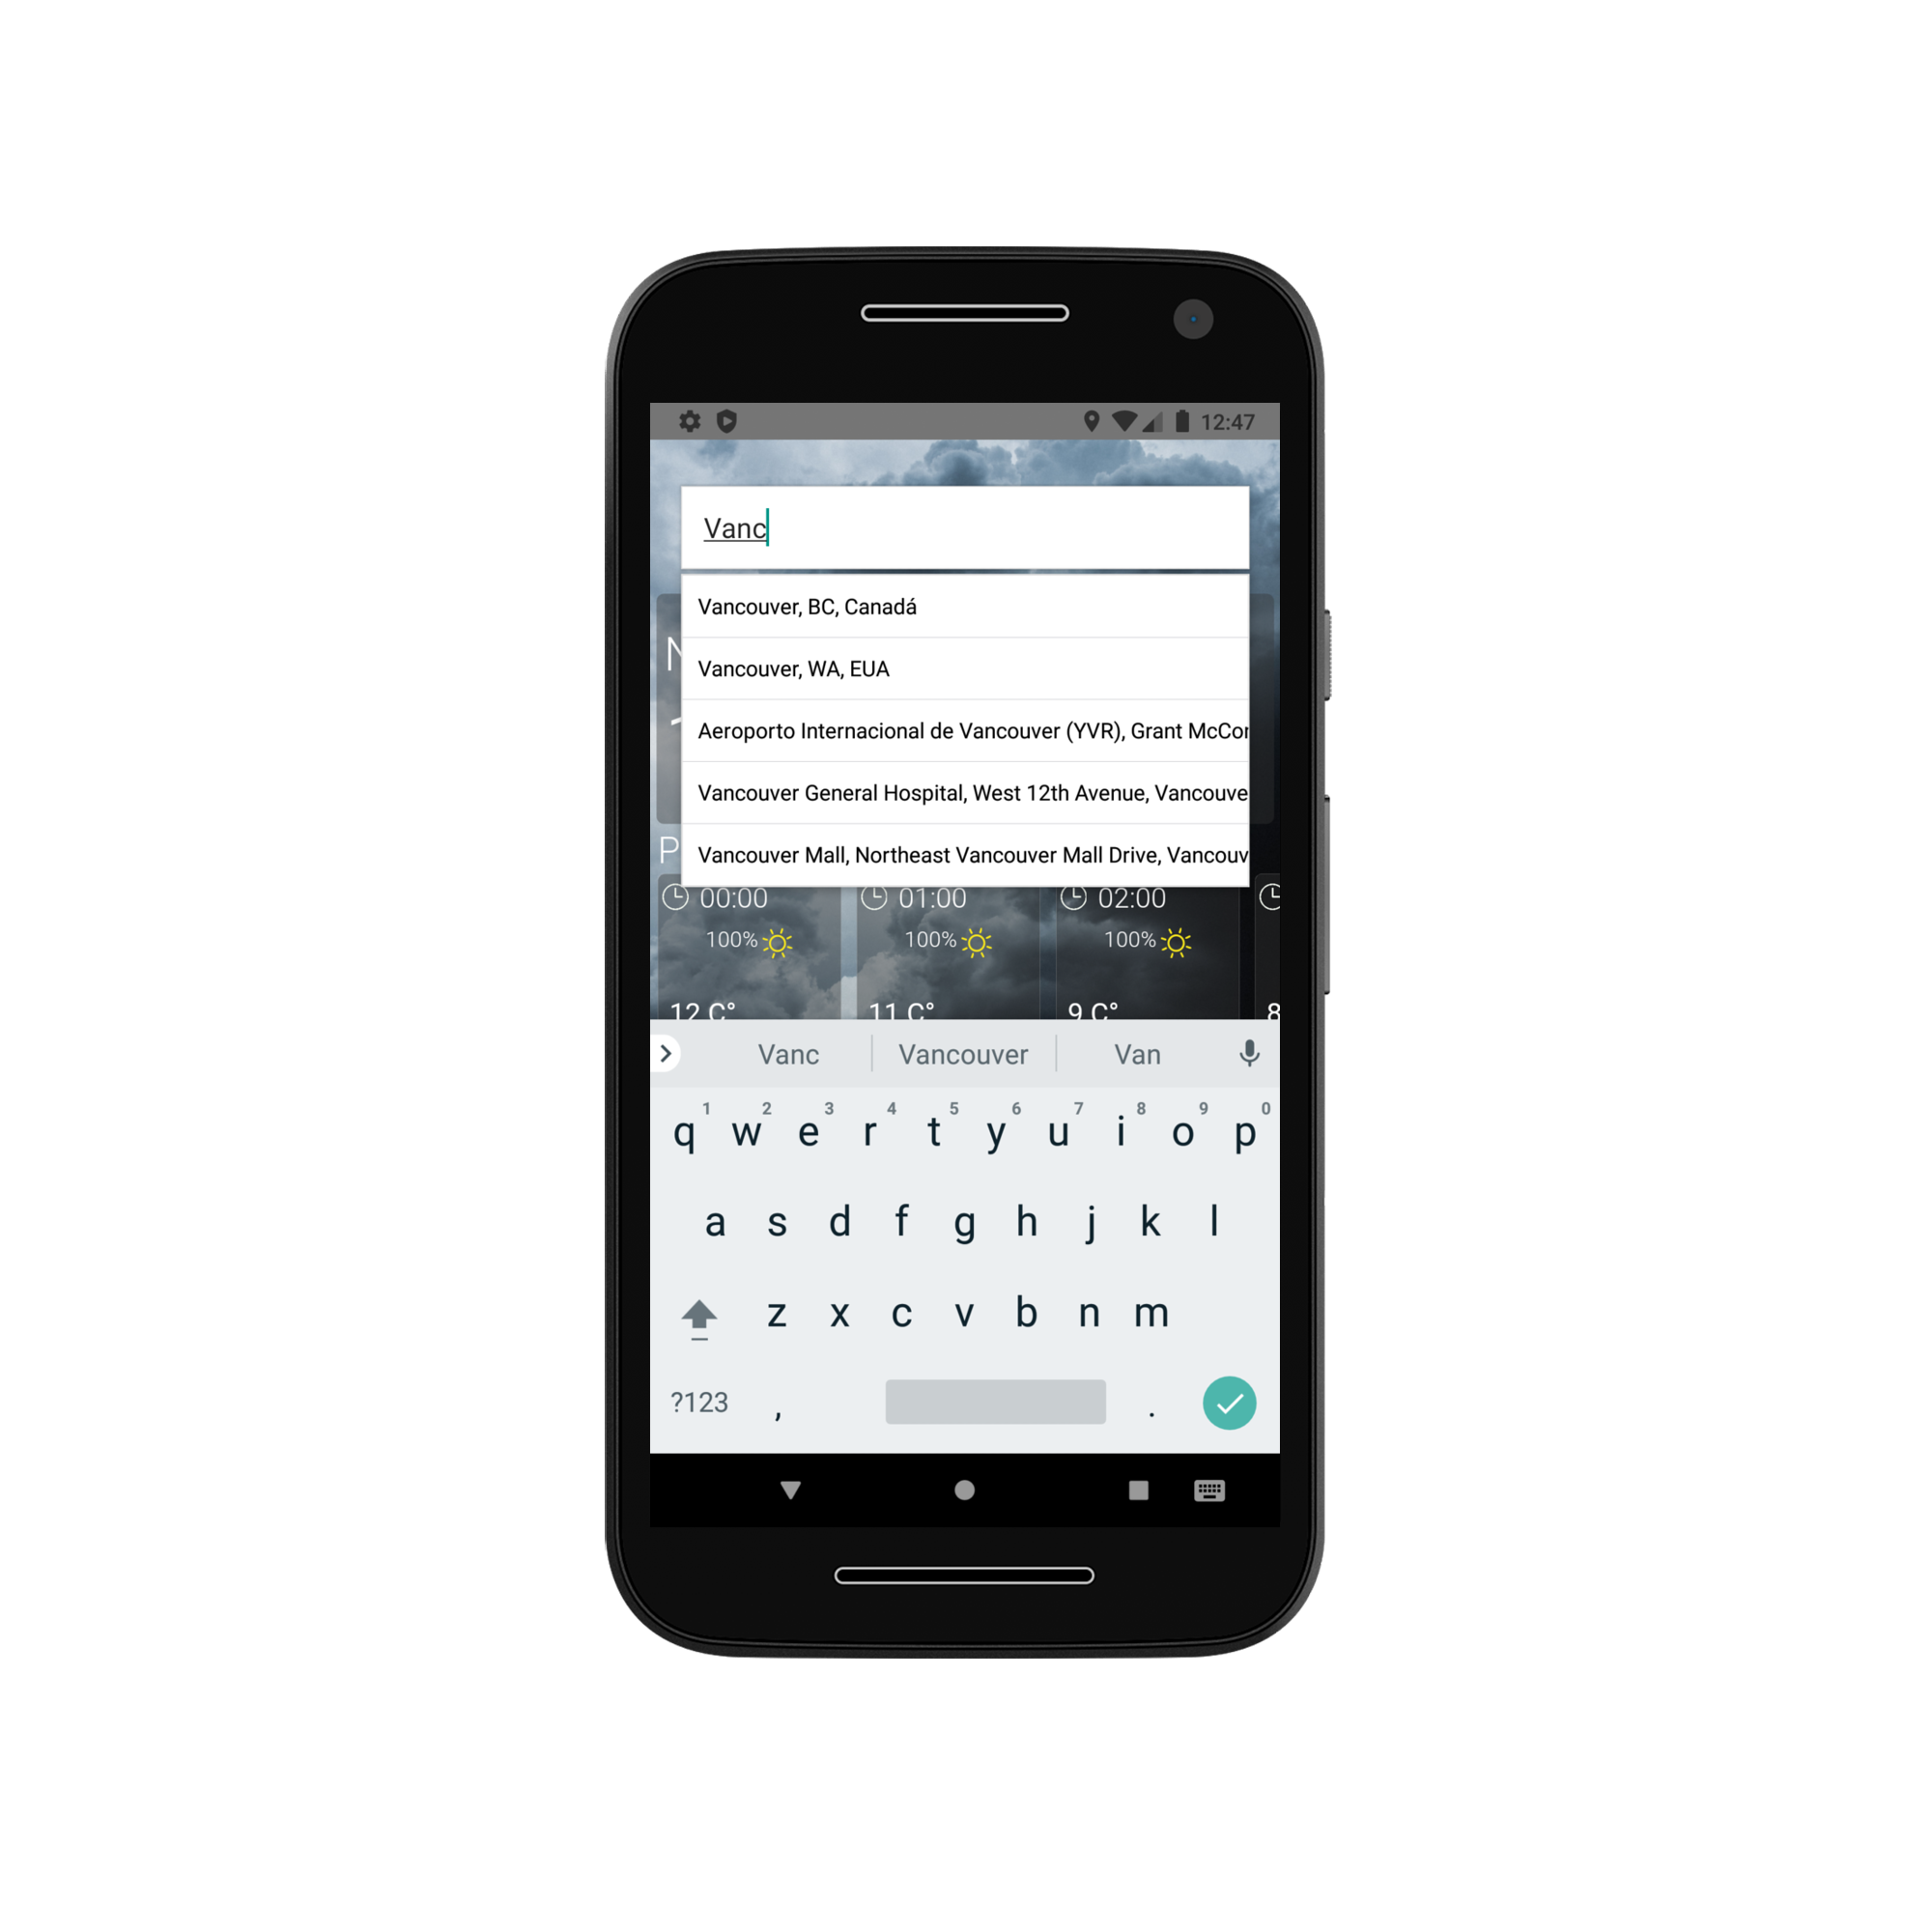 12:47
Vanc
Vancouver, BC, Canadá
N
Vancouver, WA, EUA
Aeroporto Internacional de Vancouver (YVR), Grant McCo
Vancouver General Hospital, West 12th Avenue, Vancouve
P
Vancouver Mall, Northeast Vancouver Mall Drive, Vancouv
00:00 01:00 02:00
100% 100% 100%
12 C° 11 C° 9 C° 8
Vanc Vancouver Van
1 2 3 4 5 6 7 8 9 0
q w e r t y u i o p
a s d f g h j k l
z x c v b n m
?123 , .